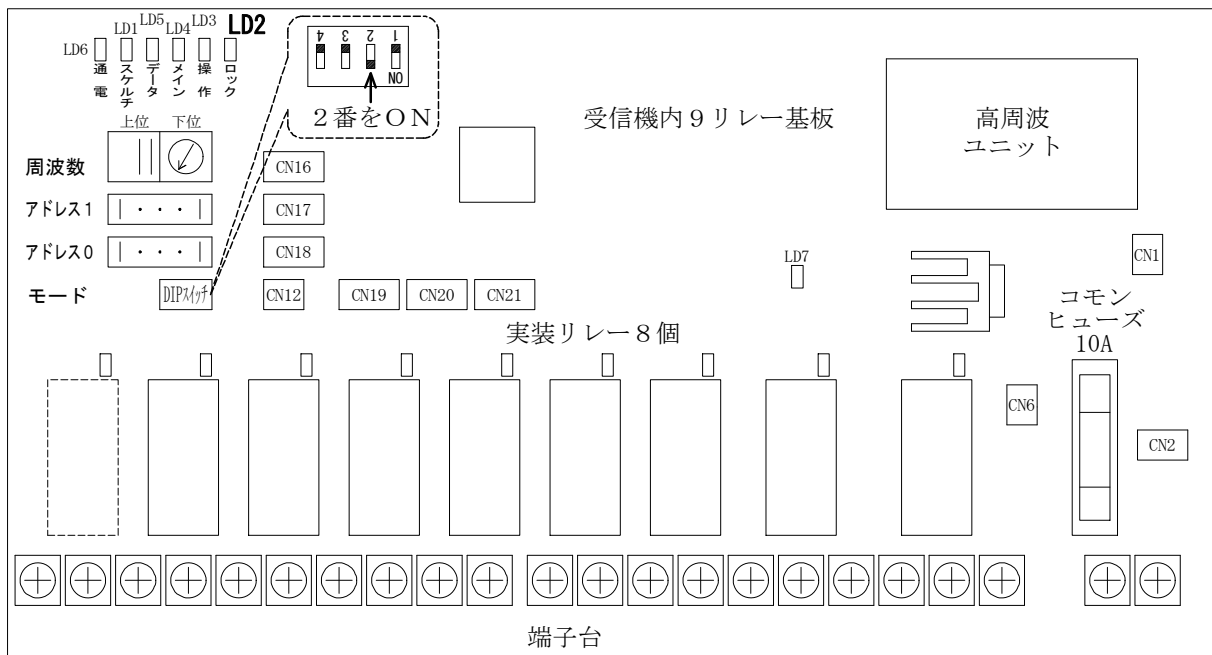 LD6 LD1 LD5 LD4 LD3 LD2
通電 スケルチ データ メイン 操作 ロック
4 3 2 1
ON
2番をON
受信機内9リレー基板
高周波
ユニット
上位 下位
周波数
CN16
アドレス1
CN17
アドレス0
CN18
CN1
LD7
モード
DIPスイッチ
CN12 CN19 CN20 CN21
コモン
ヒューズ
10A
実装リレー8個
CN6
CN2
端子台